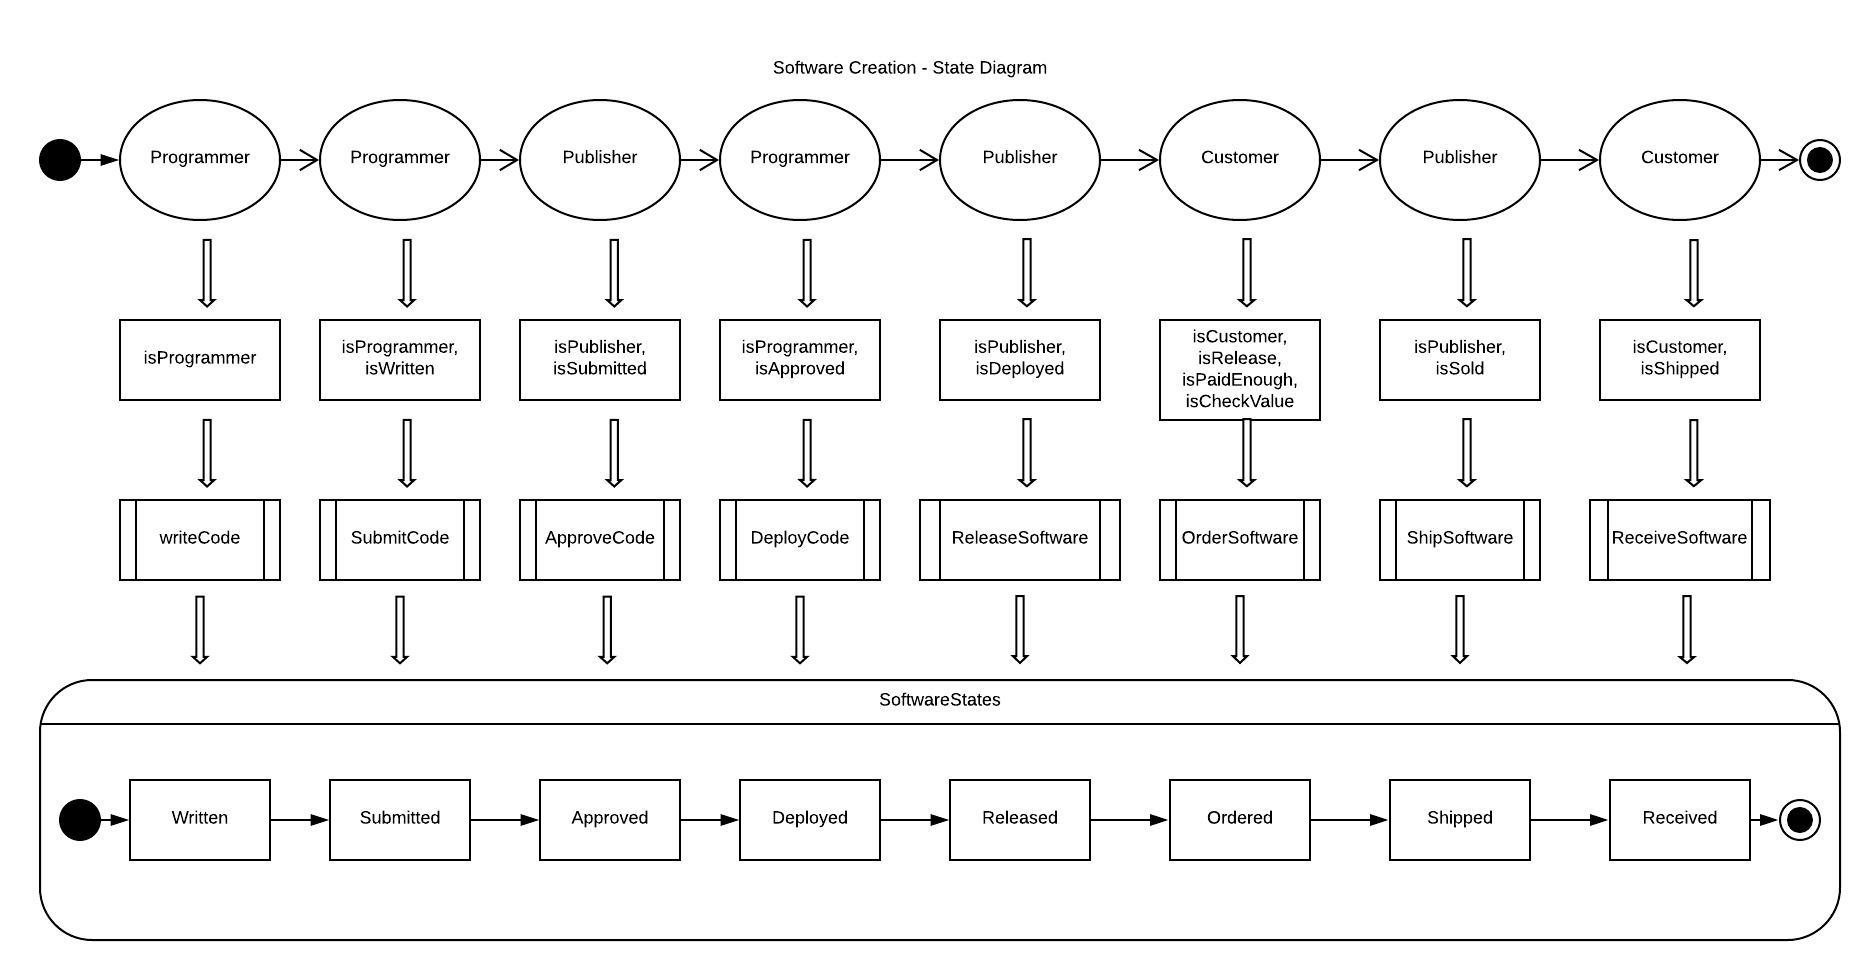 Software Creation - State Diagram
Programmer
Programmer
Publisher
Programmer
Publisher
Customer
Publisher
Customer
isProgrammer
isProgrammer,
isWritten
isPublisher,
isSubmitted
isProgrammer,
isApproved
isPublisher,
isDeployed
isCustomer,
isRelease,
isPaidEnough,
isCheckValue
isPublisher,
isSold
isCustomer,
isShipped
writeCode
SubmitCode
ApproveCode
DeployCode
ReleaseSoftware
OrderSoftware
ShipSoftware
ReceiveSoftware
SoftwareStates
Written
Submitted
Approved
Deployed
Released
Ordered
Shipped
Received